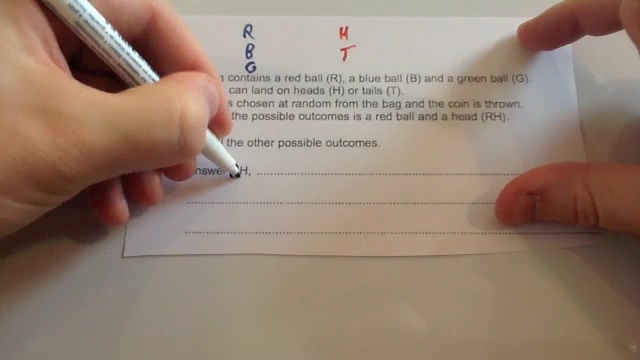 R H
B T
G
contains a red ball (R), a blue ball (B) and a green ball (G).
can land on heads (H) or tails (T).
chosen at random from the bag and the coin is thrown.
the possible outcomes is a red ball and a head (RH).
the other possible outcomes.
H,